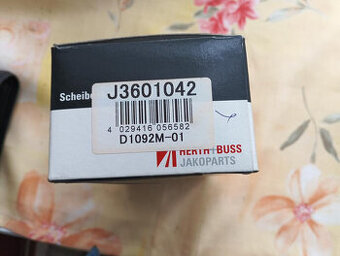 J3601042
Scheibe
4 029416 056582
D1092M-01
HERTH+BUSS
JAKOPARTS